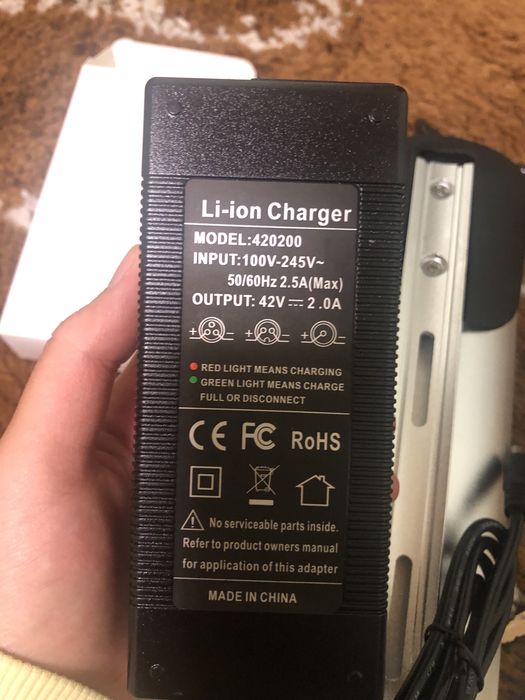 Li-ion Charger
MODEL:420200
INPUT:100V-245V~
50/60Hz 2.5A(Max)
OUTPUT: 42V⎓2.0A
+ − + − + −
RED LIGHT MEANS CHARGING
GREEN LIGHT MEANS CHARGE
FULL OR DISCONNECT
CE FC RoHS
No serviceable parts inside.
Refer to product owners manual
for application of this adapter
MADE IN CHINA